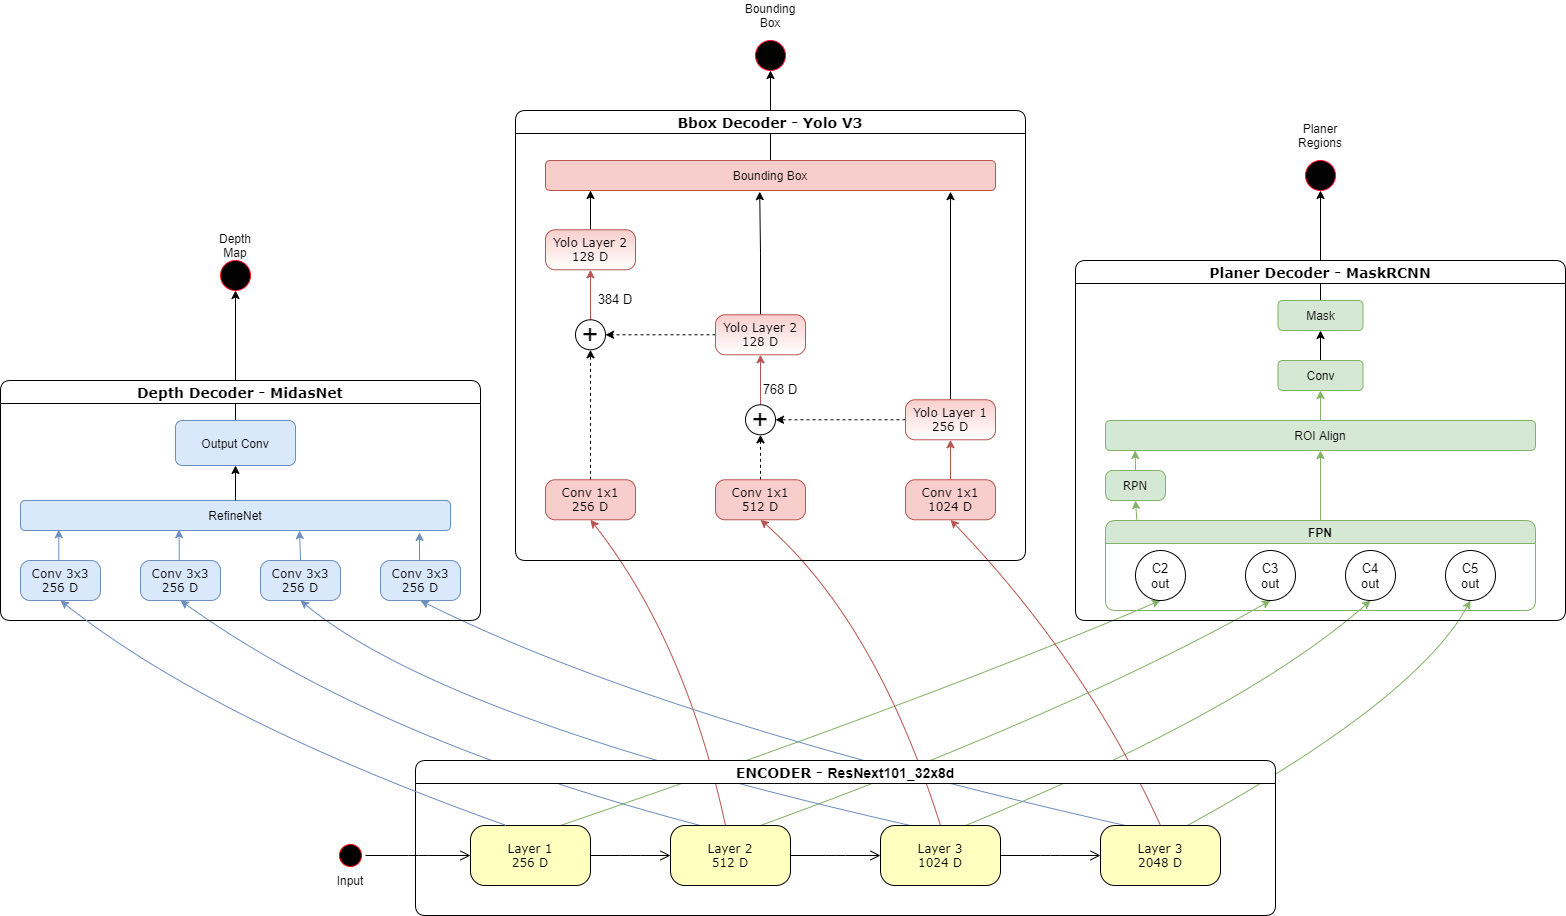 Bounding
Box
Bbox Decoder - Yolo V3
Bounding Box
Yolo Layer 2
128 D
384 D
Yolo Layer 2
128 D
768 D
Yolo Layer 1
256 D
Conv 1x1
256 D
Conv 1x1
512 D
Conv 1x1
1024 D
Planer
Regions
Planer Decoder - MaskRCNN
Mask
Conv
ROI Align
RPN
FPN
C2
out
C3
out
C4
out
C5
out
Depth
Map
Depth Decoder - MidasNet
Output Conv
RefineNet
Conv 3x3
256 D
Conv 3x3
256 D
Conv 3x3
256 D
Conv 3x3
256 D
ENCODER - ResNext101_32x8d
Layer 1
256 D
Layer 2
512 D
Layer 3
1024 D
Layer 3
2048 D
Input